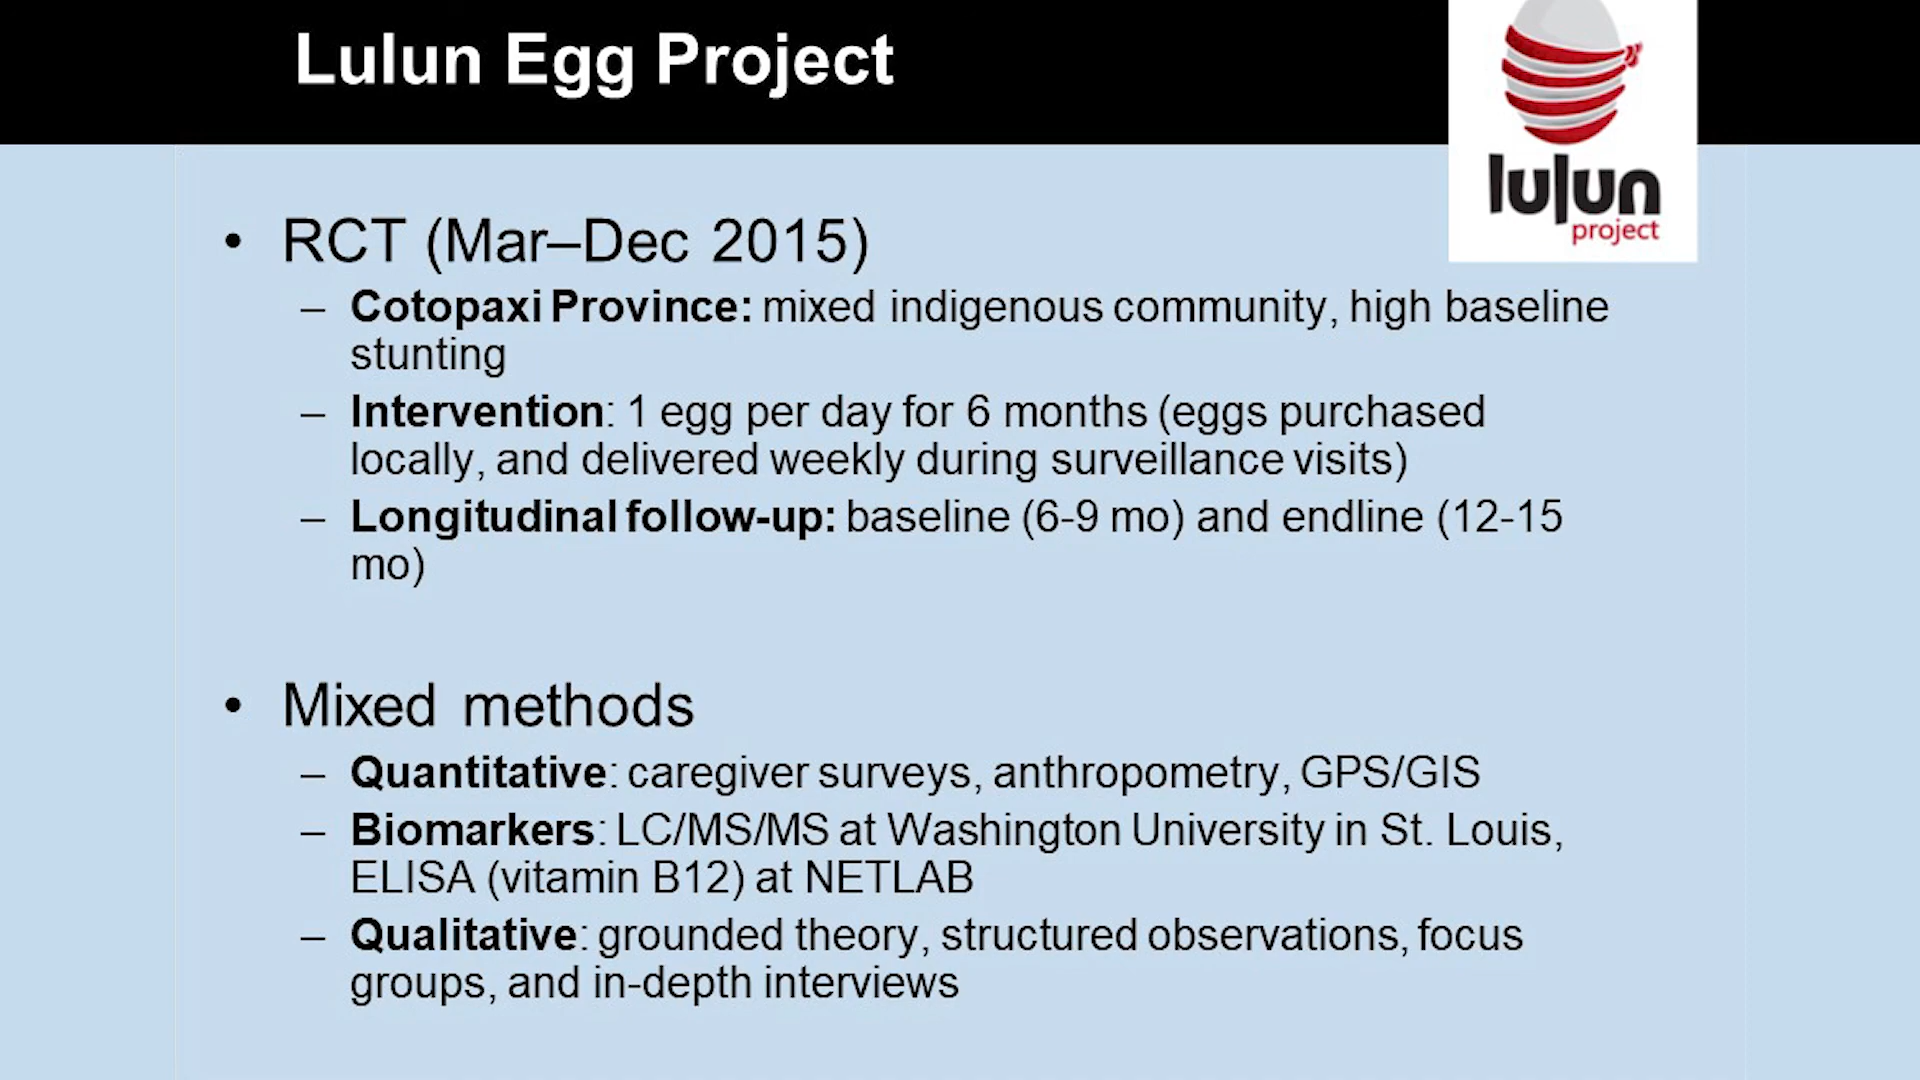 Lulun Egg Project
lulun
project
• RCT (Mar–Dec 2015)
– Cotopaxi Province: mixed indigenous community, high baseline
stunting
– Intervention: 1 egg per day for 6 months (eggs purchased
locally, and delivered weekly during surveillance visits)
– Longitudinal follow-up: baseline (6-9 mo) and endline (12-15
mo)
• Mixed methods
– Quantitative: caregiver surveys, anthropometry, GPS/GIS
– Biomarkers: LC/MS/MS at Washington University in St. Louis,
ELISA (vitamin B12) at NETLAB
– Qualitative: grounded theory, structured observations, focus
groups, and in-depth interviews